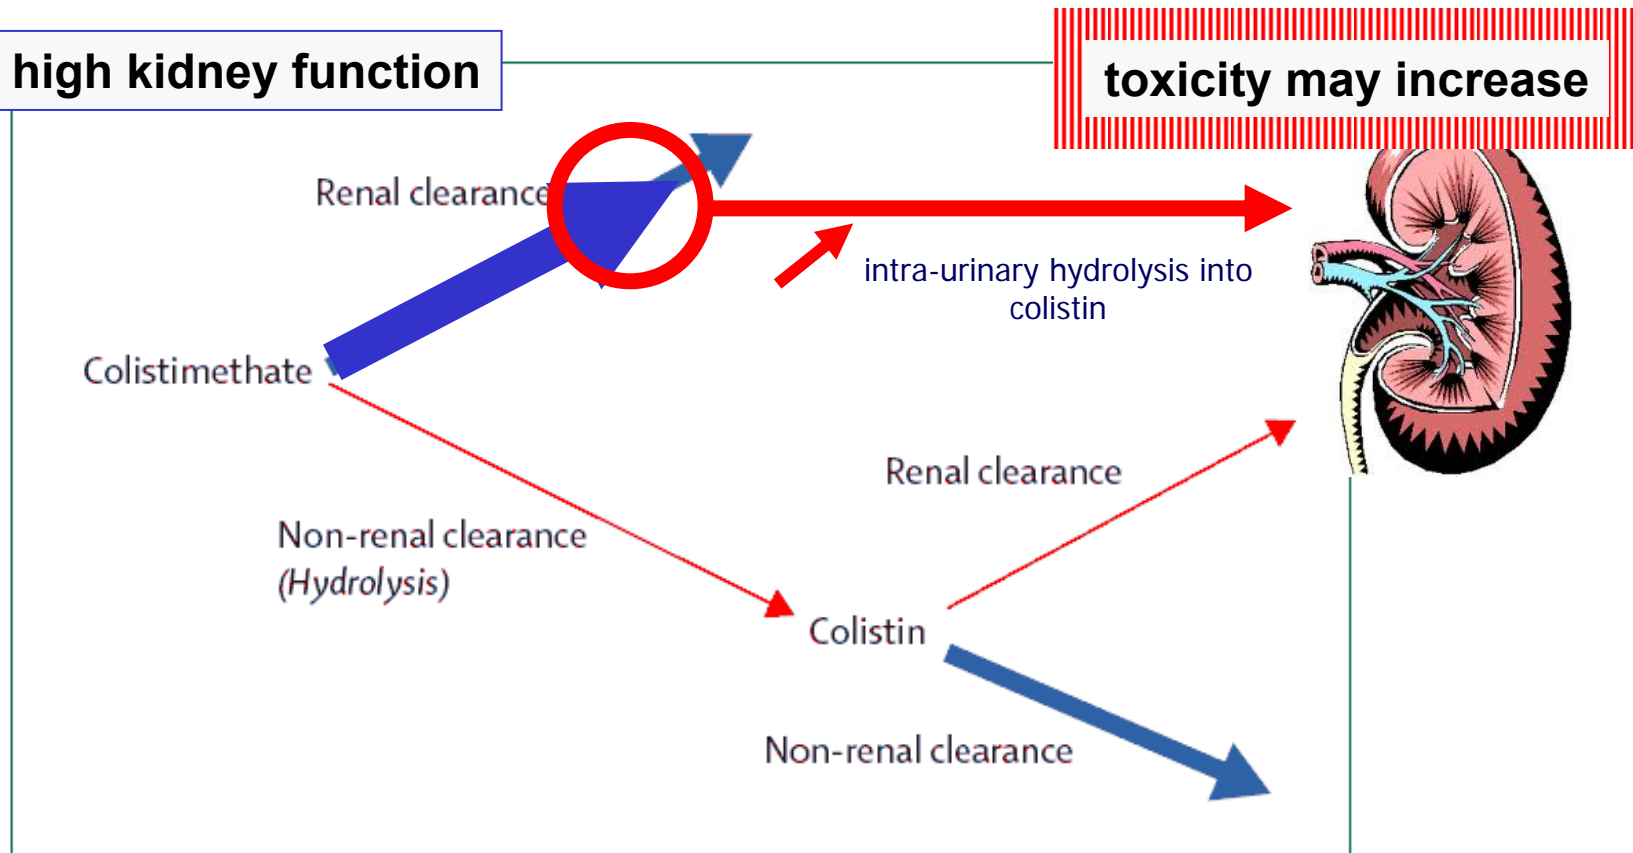 high kidney function
toxicity may increase
Renal clearance
intra-urinary hydrolysis into
colistin
Colistimethate
Renal clearance
Non-renal clearance
(Hydrolysis)
Colistin
Non-renal clearance